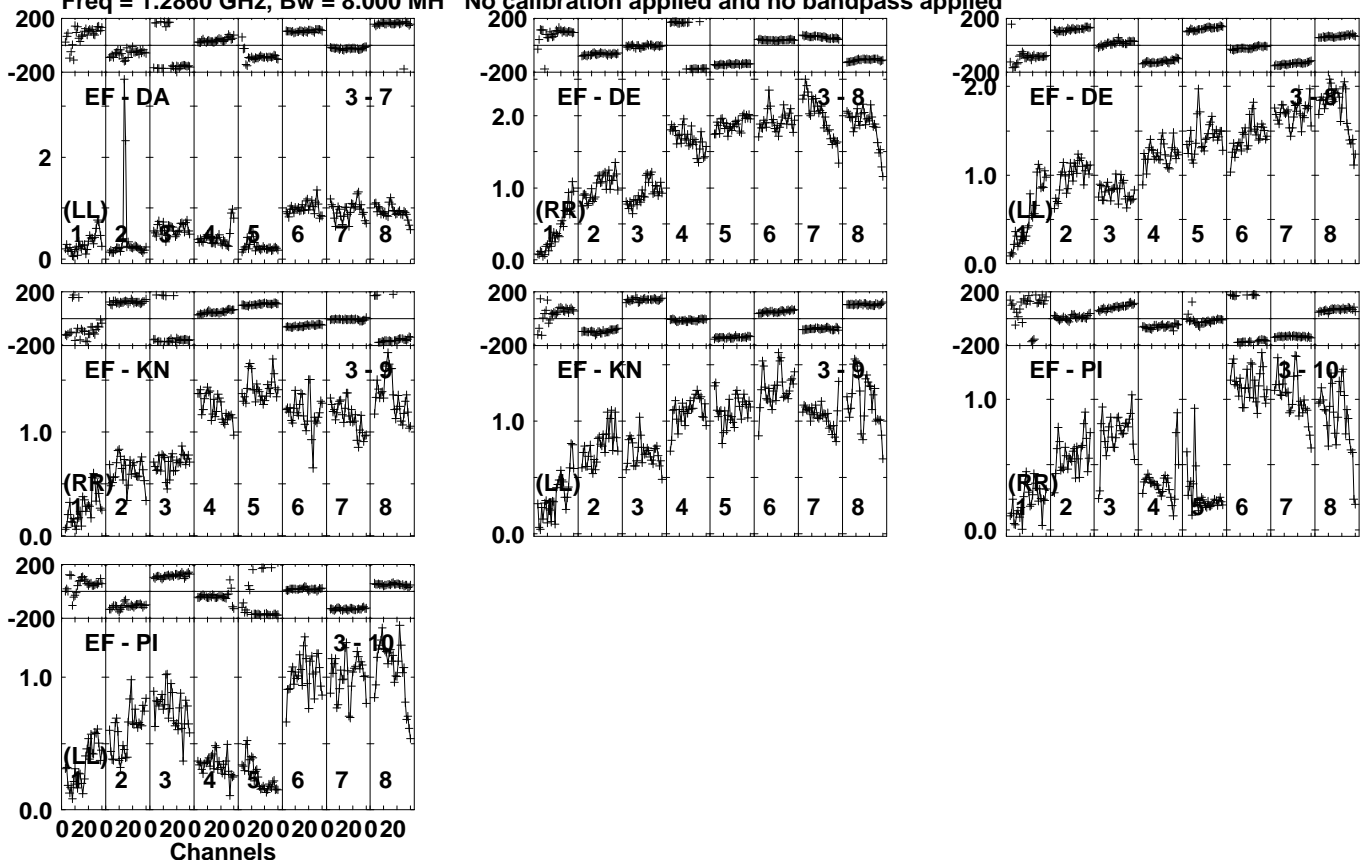 Freq = 1.2860 GHz, Bw = 8.000 MH No calibration applied and no bandpass applied
200
-200
EF - DA 3 - 7
2
(LL)
1 2 3 4 5 6 7 8
0
200
-200
EF - DE 3 - 8
2.0
1.0
(RR)
1 2 3 4 5 6 7 8
0.0
200
-200
2.0
EF - DE 3 - 8
1.0
(LL)
1 2 3 4 5 6 7 8
0.0
200
-200
EF - KN 3 - 9
1.0
(RR)
1 2 3 4 5 6 7 8
0.0
200
-200
EF - KN 3 - 9
1.0
(LL)
1 2 3 4 5 6 7 8
0.0
200
-200
EF - PI 3 - 10
1.0
(RR)
1 2 3 4 5 6 7 8
0.0
200
-200
EF - PI 3 - 10
1.0
(LL)
1 2 3 4 5 6 7 8
0.0
0 20 0 20 0 20 0 20 0 20 0 20 0 20 0 20
Channels